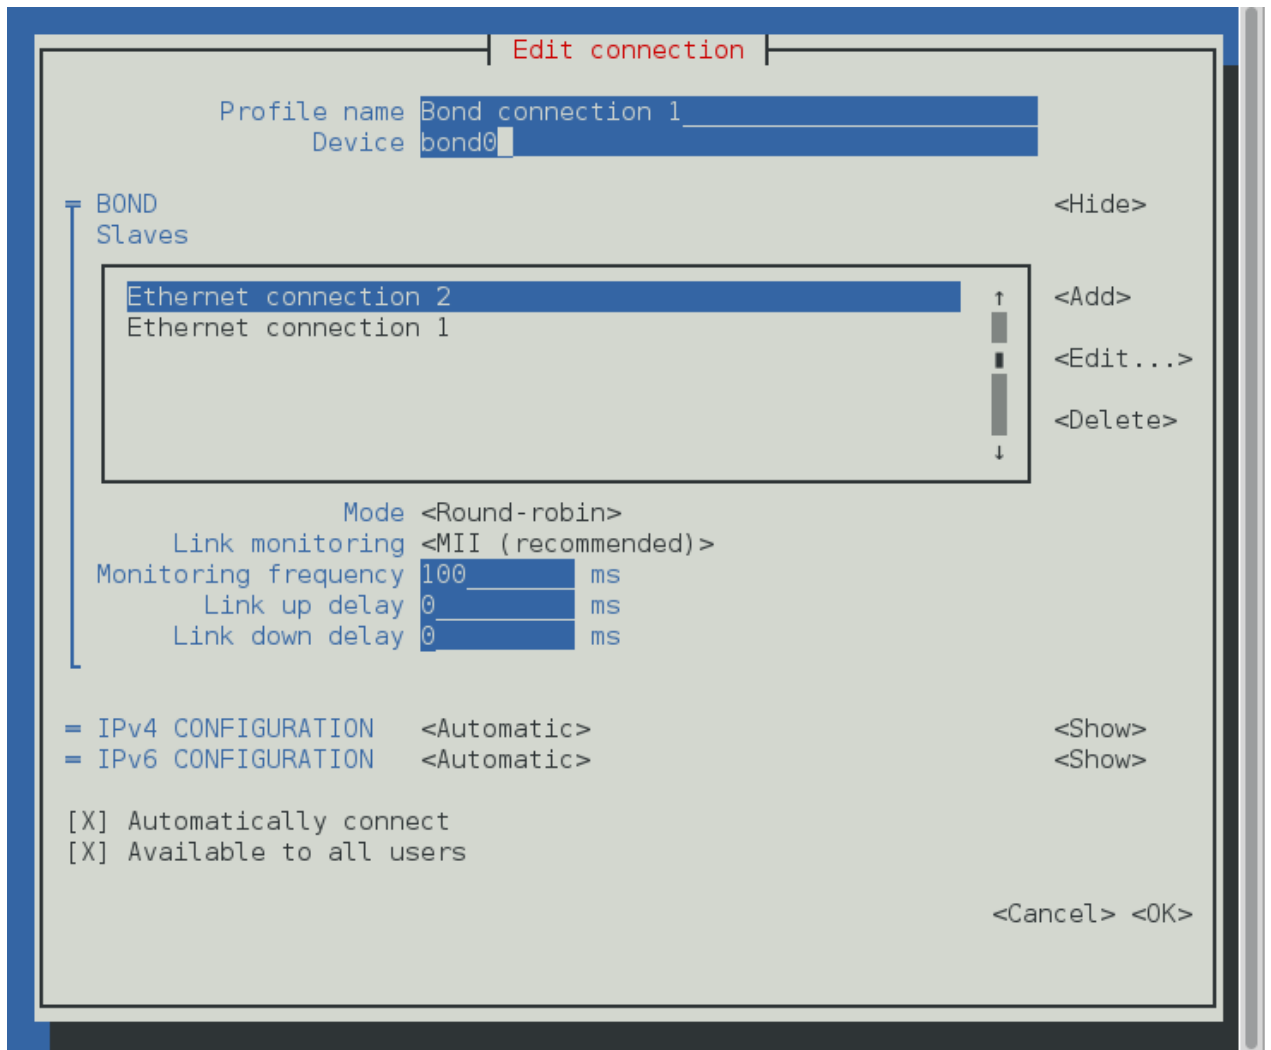 Edit connection
Profile name Bond connection 1
Device bond0
BOND <Hide>
Slaves
Ethernet connection 2 ↑ <Add>
Ethernet connection 1
<Edit...>
<Delete>
↓
Mode <Round-robin>
Link monitoring <MII (recommended)>
Monitoring frequency 100 ms
Link up delay 0 ms
Link down delay 0 ms
= IPv4 CONFIGURATION <Automatic> <Show>
= IPv6 CONFIGURATION <Automatic> <Show>
[X] Automatically connect
[X] Available to all users
<Cancel> <OK>